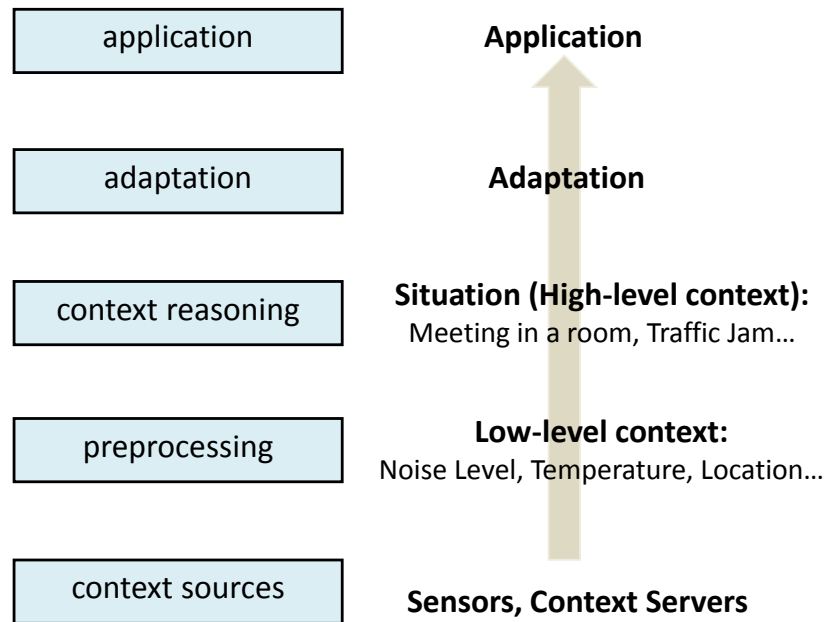 application
Application
adaptation
Adaptation
context reasoning
Situation (High-level context):
Meeting in a room, Traffic Jam…
preprocessing
Low-level context:
Noise Level, Temperature, Location…
context sources
Sensors, Context Servers